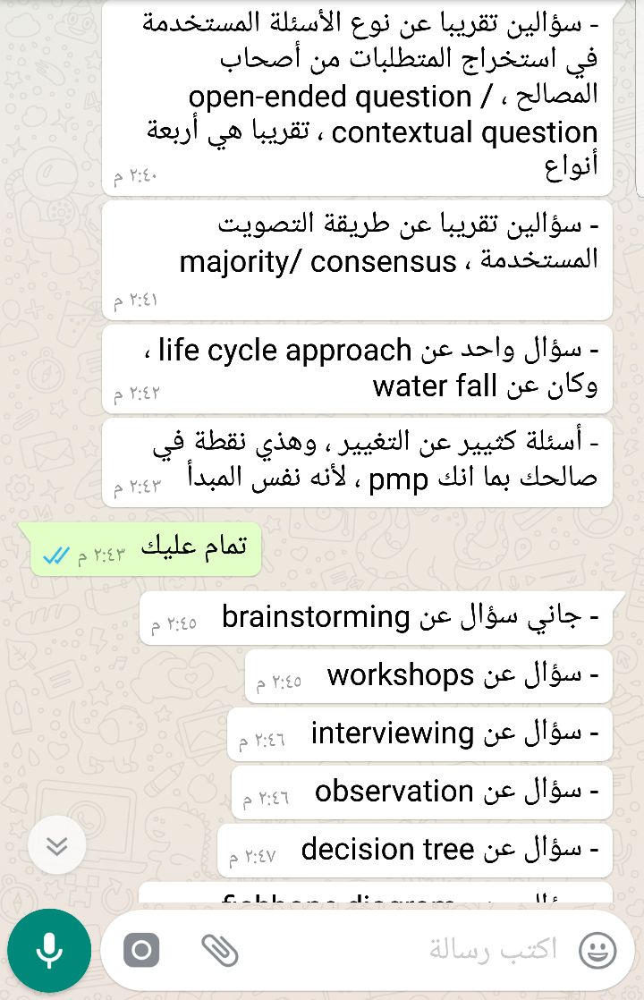 - سؤالين تقريبا عن نوع الأسئلة المستخدمة
في استخراج المتطلبات من أصحاب
المصالح ، / open-ended question
contextual question ، تقريبا هي أربعة
أنواع
٢:٤٠ م
- سؤالين تقريبا عن طريقة التصويت
المستخدمة ، majority/ consensus
٢:٤١ م
- سؤال واحد عن life cycle approach ،
وكان عن water fall
٢:٤٢ م
- أسئلة كثيير عن التغيير ، وهذي نقطة في
صالحك بما انك pmp ، لأنه نفس المبدأ
٢:٤٣ م
تمام عليك ٢:٤٣ م
- جاني سؤال عن brainstorming ٢:٤٥ م
- سؤال عن workshops ٢:٤٥ م
- سؤال عن interviewing ٢:٤٦ م
- سؤال عن observation ٢:٤٦ م
- سؤال عن decision tree ٢:٤٧ م
- سؤال عن fishbone diagram
اكتب رسالة